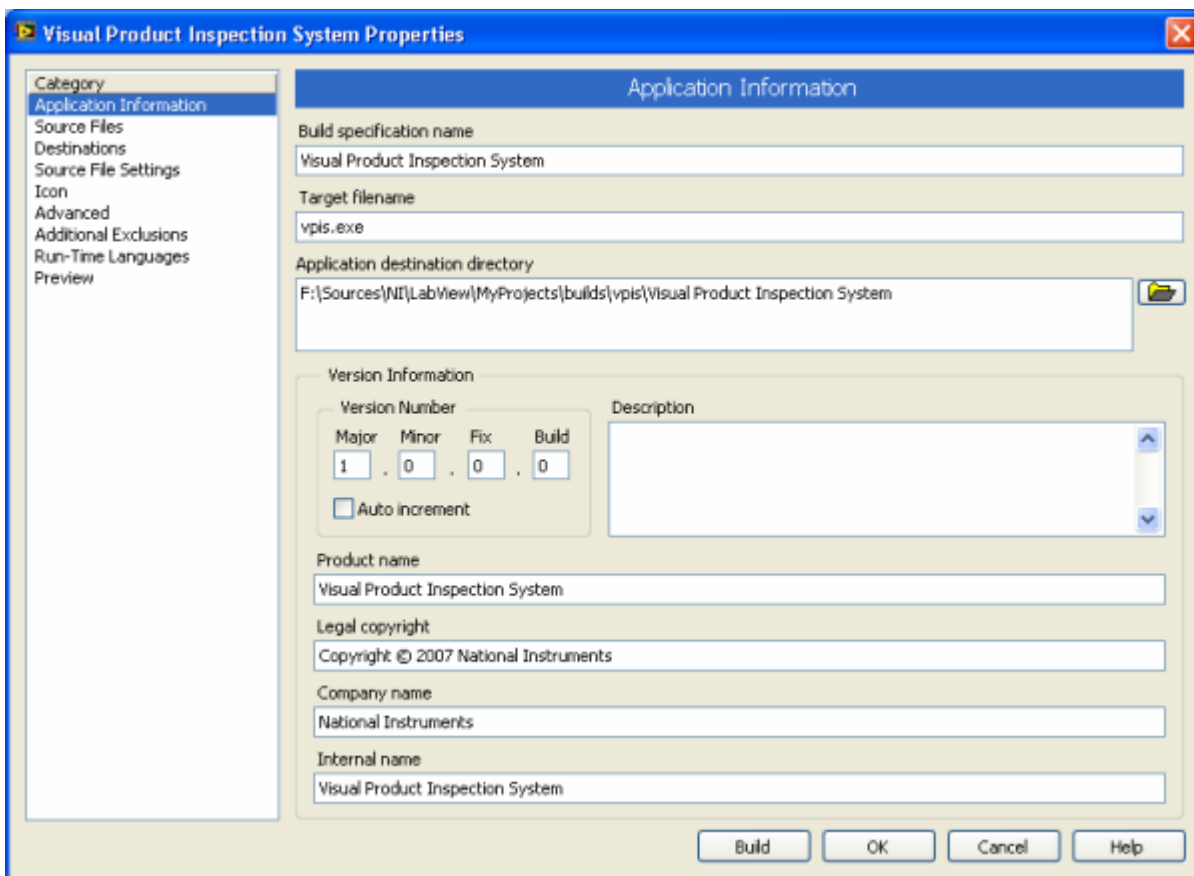 Visual Product Inspection System Properties
Category
Application Information
Source Files
Destinations
Source File Settings
Icon
Advanced
Additional Exclusions
Run-Time Languages
Preview
Application Information
Build specification name
Visual Product Inspection System
Target filename
vpis.exe
Application destination directory
F:\Sources\NI\LabView\MyProjects\builds\vpis\Visual Product Inspection System
Version Information
Version Number
Major Minor Fix Build
1 . 0 . 0 . 0
Auto increment
Description
Product name
Visual Product Inspection System
Legal copyright
Copyright © 2007 National Instruments
Company name
National Instruments
Internal name
Visual Product Inspection System
Build OK Cancel Help